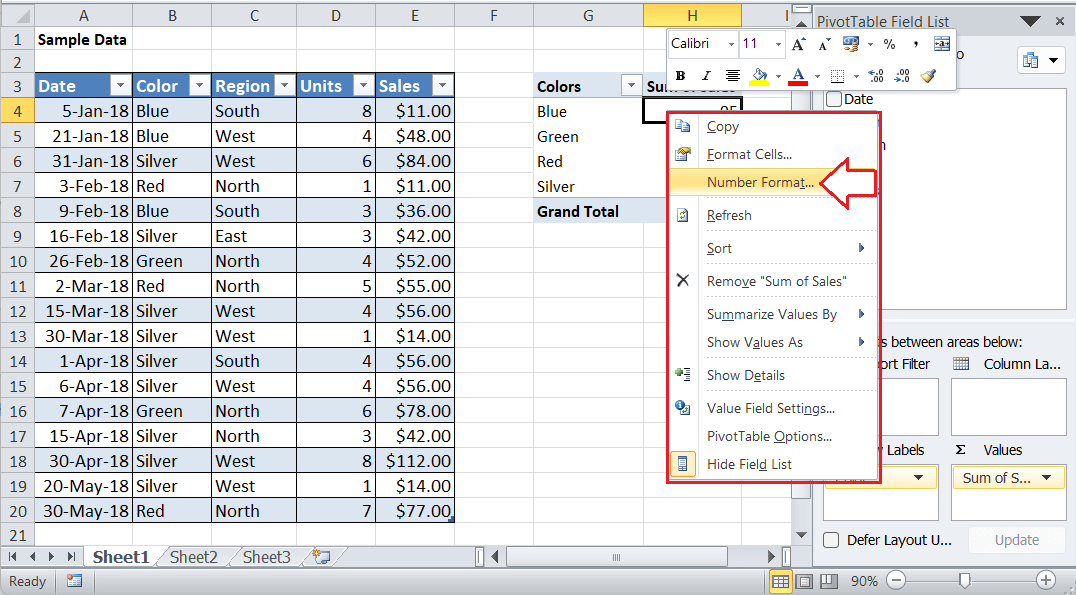 A B C D E F G H I
PivotTable Field List
Calibri 11 A A % ,
B I A
1 Sample Data
2
3 Date Color Region Units Sales Colors
4 5-Jan-18 Blue South 8 $11.00 Blue
5 21-Jan-18 Blue West 4 $48.00 Green
6 31-Jan-18 Silver West 6 $84.00 Red
7 3-Feb-18 Red North 1 $11.00 Silver
8 9-Feb-18 Blue South 3 $36.00 Grand Total
9 16-Feb-18 Silver East 3 $42.00
10 26-Feb-18 Green North 4 $52.00
11 2-Mar-18 Red North 5 $55.00
12 15-Mar-18 Silver West 4 $56.00
13 30-Mar-18 Silver West 1 $14.00
14 1-Apr-18 Silver South 4 $56.00
15 6-Apr-18 Silver West 4 $56.00
16 7-Apr-18 Green North 6 $78.00
17 15-Apr-18 Silver North 3 $42.00
18 30-Apr-18 Silver West 8 $112.00
19 20-May-18 Silver West 1 $14.00
20 30-May-18 Red North 7 $77.00
21
Copy
Format Cells...
Number Format...
Refresh
Sort
Remove "Sum of Sales"
Summarize Values By
Show Values As
Show Details
Value Field Settings...
PivotTable Options...
Hide Field List
Date
between areas below:
Filter Column La...
Labels Σ Values
Sum of S...
Defer Layout U... Update
Sheet1 Sheet2 Sheet3
Ready 90%